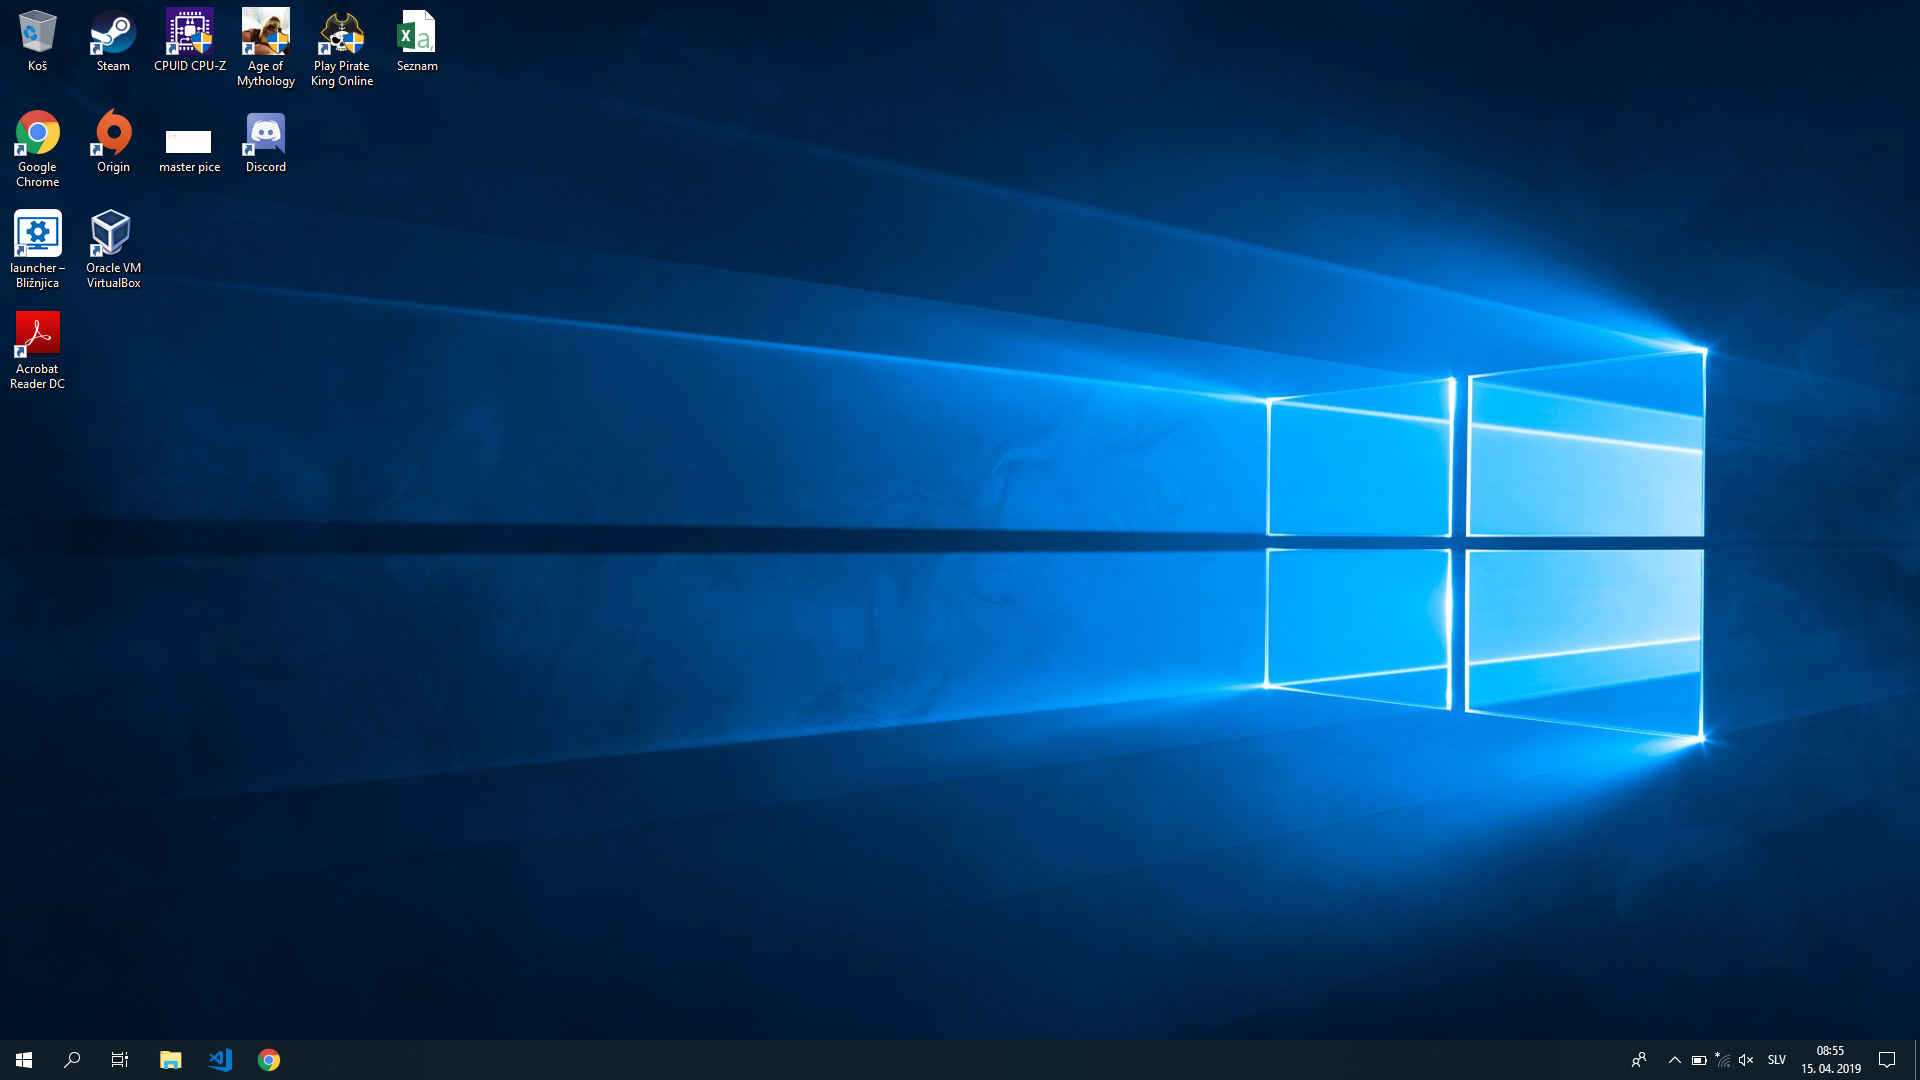 Koš
Steam
CPUID CPU-Z
Age of
Mythology
Play Pirate
King Online
Seznam
Google
Chrome
Origin
master pice
Discord
launcher –
Bližnjica
Oracle VM
VirtualBox
Acrobat
Reader DC
SLV
08:55
15. 04. 2019